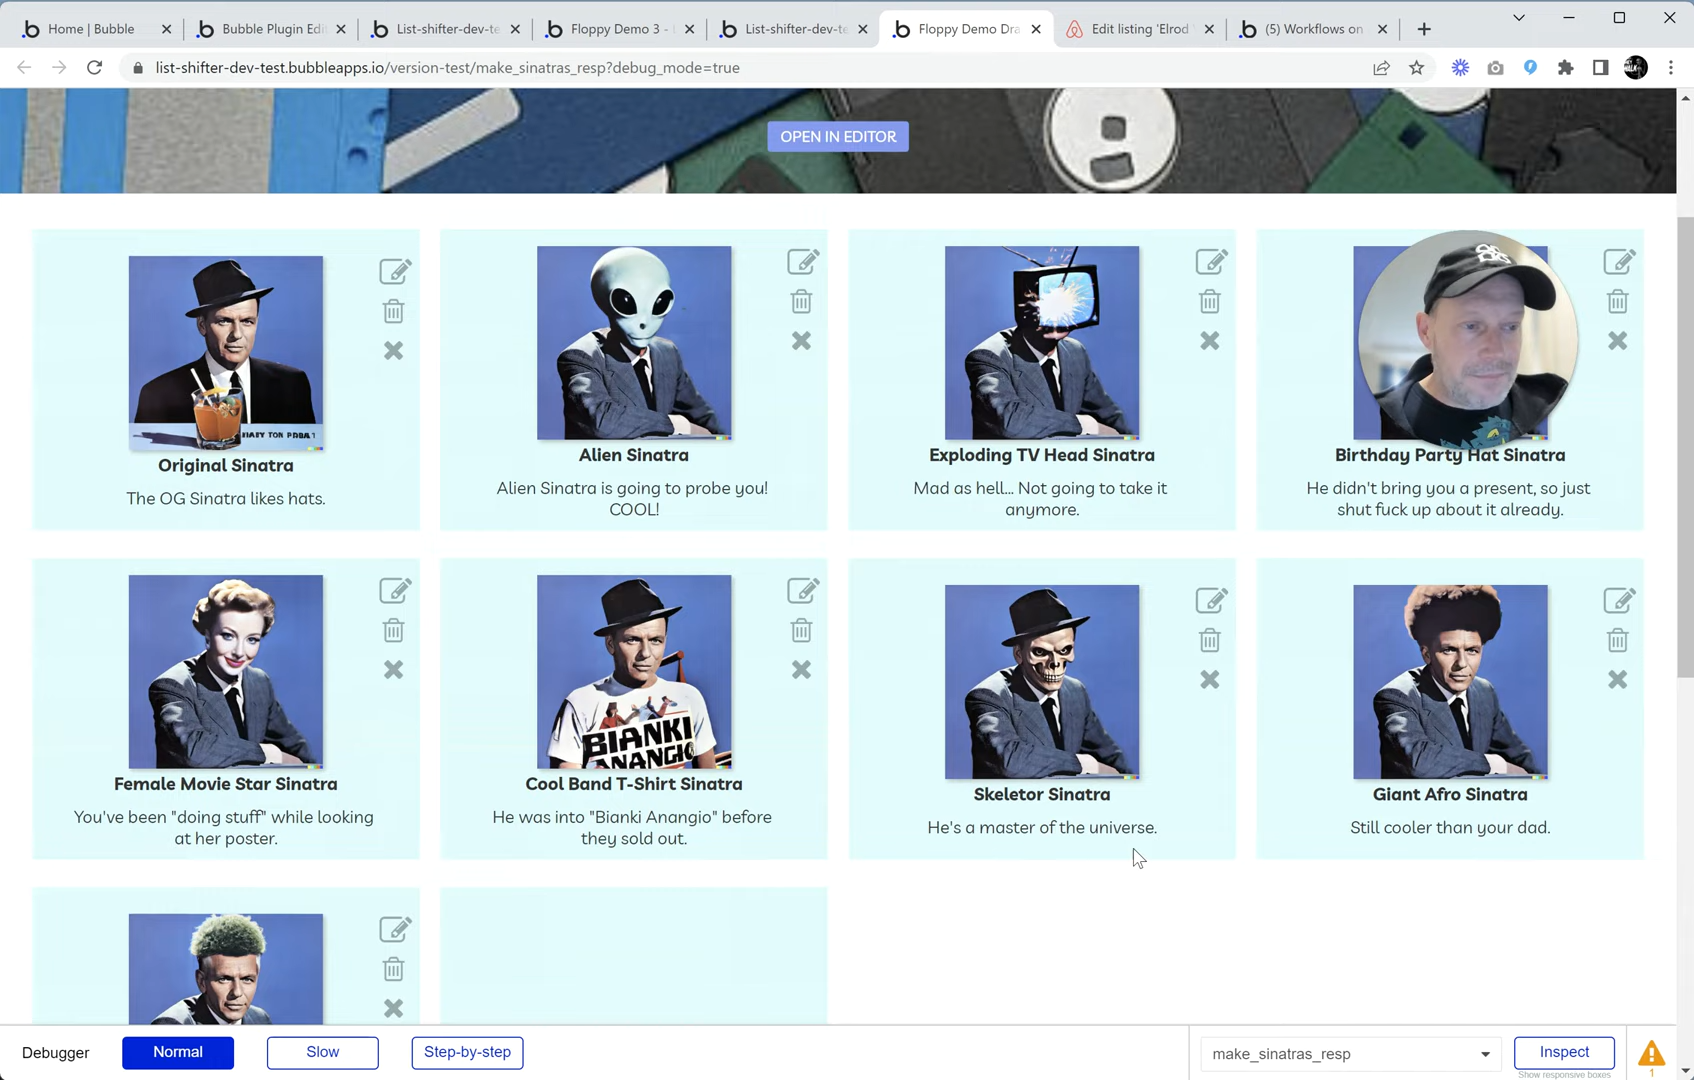 Home | Bubble
Bubble Plugin Edi
List-shifter-dev-te
Floppy Demo 3 -
List-shifter-dev-te
Floppy Demo Dra
Edit listing 'Elrod
(5) Workflows on
list-shifter-dev-test.bubbleapps.io/version-test/make_sinatras_resp?debug_mode=true
OPEN IN EDITOR
Original Sinatra
The OG Sinatra likes hats.
Alien Sinatra
Alien Sinatra is going to probe you!
COOL!
Exploding TV Head Sinatra
Mad as hell... Not going to take it
anymore.
Birthday Party Hat Sinatra
He didn't bring you a present, so just
shut fuck up about it already.
BIANKI
ANANGIO
Female Movie Star Sinatra
You've been "doing stuff" while looking
at her poster.
Cool Band T-Shirt Sinatra
He was into "Bianki Anangio" before
they sold out.
Skeletor Sinatra
He's a master of the universe.
Giant Afro Sinatra
Still cooler than your dad.
Debugger
Normal
Slow
Step-by-step
make_sinatras_resp
Inspect
Show responsive boxes
1